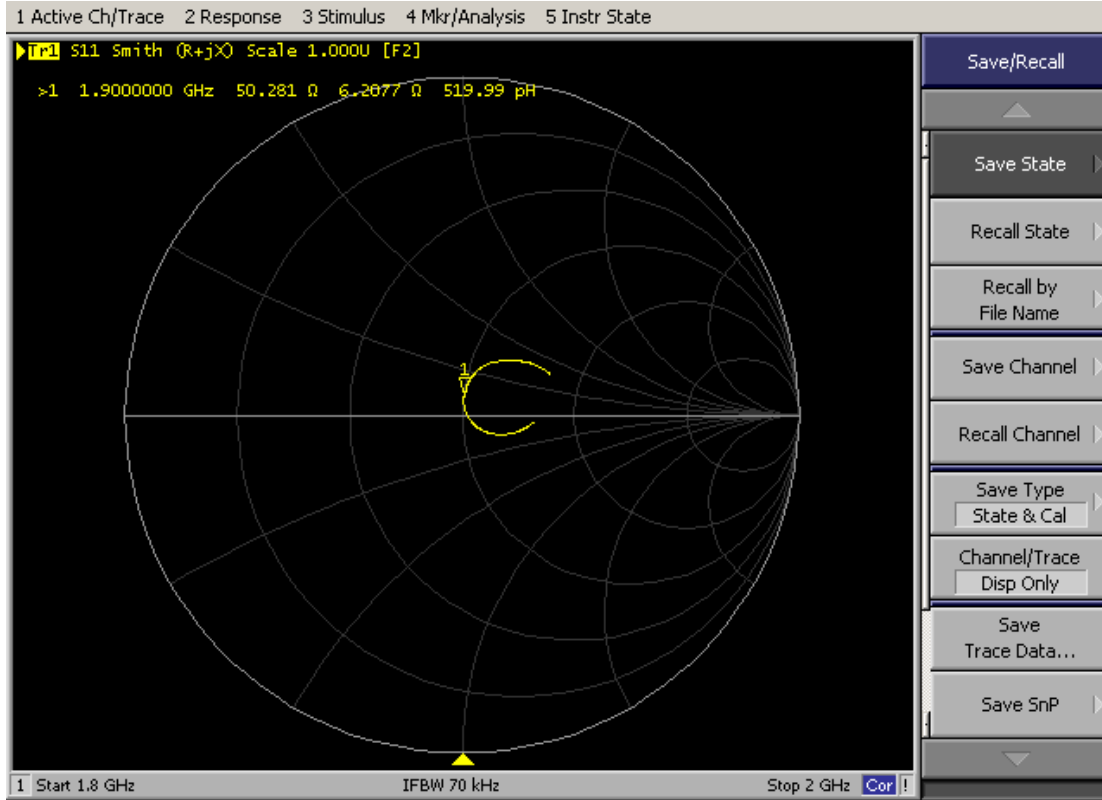 1 Active Ch/Trace 2 Response 3 Stimulus 4 Mkr/Analysis 5 Instr State
Tr1 S11 Smith (R+jX) Scale 1.000U [F2]
>1 1.9000000 GHz 50.281 Ω 6.2077 Ω 519.99 pH
1
1 Start 1.8 GHz IFBW 70 kHz Stop 2 GHz Cor !
Save/Recall
Save State
Recall State
Recall by
File Name
Save Channel
Recall Channel
Save Type
State & Cal
Channel/Trace
Disp Only
Save
Trace Data...
Save SnP